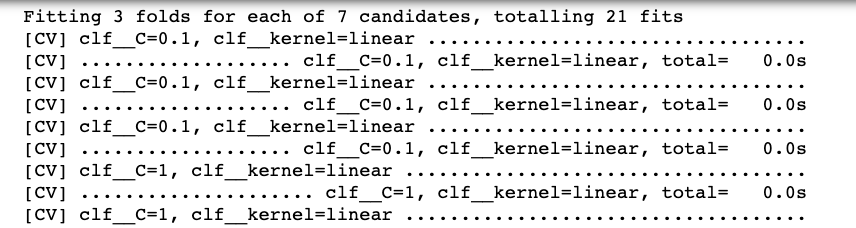 Fitting 3 folds for each of 7 candidates, totalling 21 fits
[CV] clf__C=0.1, clf__kernel=linear ..................................
[CV] ................... clf__C=0.1, clf__kernel=linear, total=   0.0s
[CV] clf__C=0.1, clf__kernel=linear ..................................
[CV] ................... clf__C=0.1, clf__kernel=linear, total=   0.0s
[CV] clf__C=0.1, clf__kernel=linear ..................................
[CV] ................... clf__C=0.1, clf__kernel=linear, total=   0.0s
[CV] clf__C=1, clf__kernel=linear ....................................
[CV] ..................... clf__C=1, clf__kernel=linear, total=   0.0s
[CV] clf__C=1, clf__kernel=linear ....................................